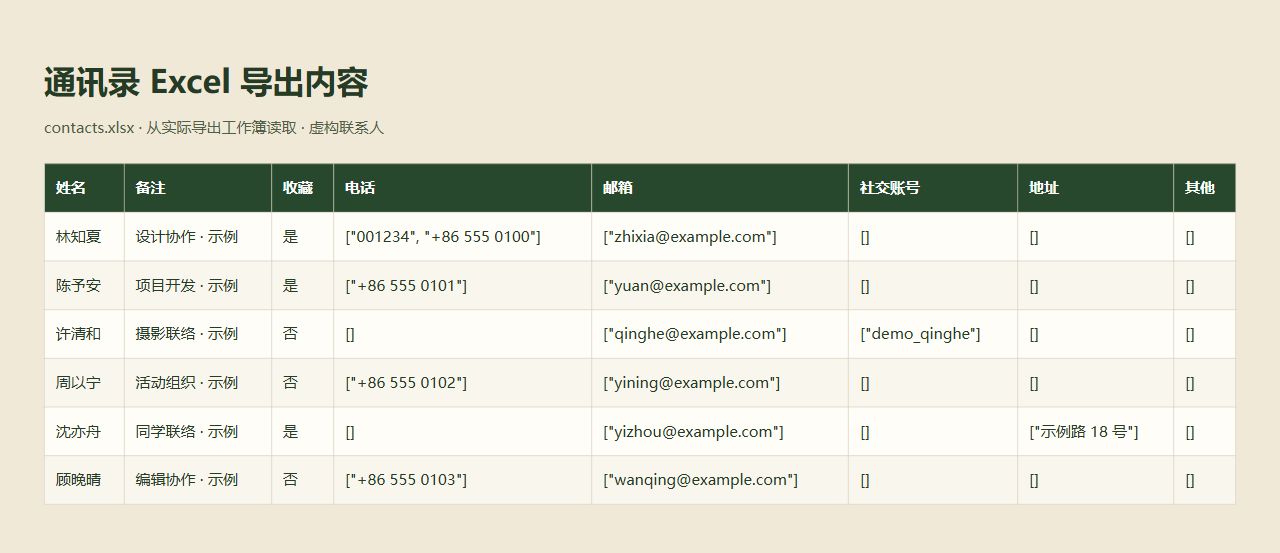 通讯录 Excel 导出内容
contacts.xlsx · 从实际导出工作簿读取 · 虚构联系人
姓名 备注 收藏 电话 邮箱 社交账号 地址 其他
林知夏 设计协作 · 示例 是 ["001234", "+86 555 0100"] ["zhixia@example.com"] [] [] []
陈予安 项目开发 · 示例 是 ["+86 555 0101"] ["yuan@example.com"] [] [] []
许清和 摄影联络 · 示例 否 [] ["qinghe@example.com"] ["demo_qinghe"] [] []
周以宁 活动组织 · 示例 否 ["+86 555 0102"] ["yining@example.com"] [] [] []
沈亦舟 同学联络 · 示例 是 [] ["yizhou@example.com"] [] ["示例路 18 号"] []
顾晚晴 编辑协作 · 示例 否 ["+86 555 0103"] ["wanqing@example.com"] [] [] []